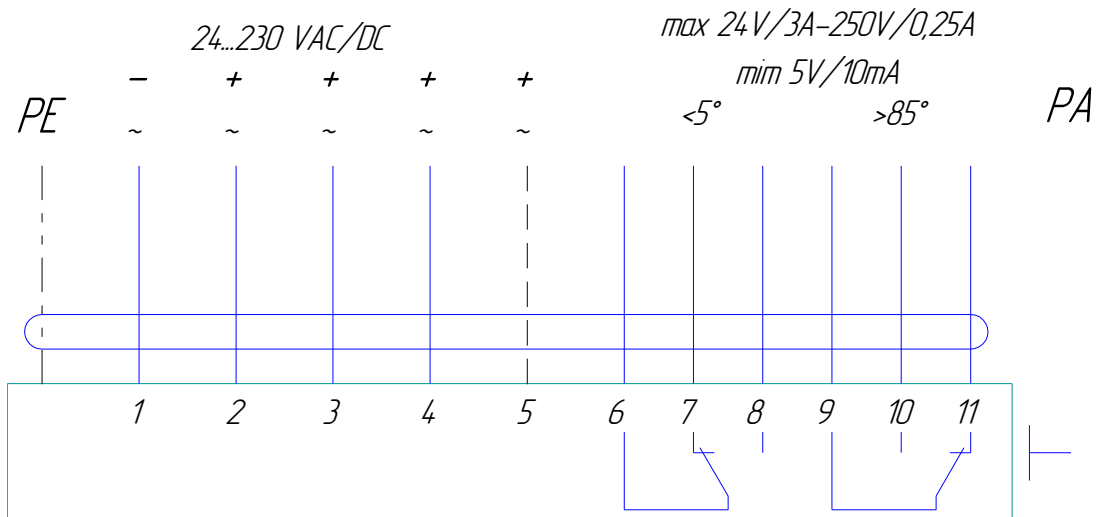 24...230 VAC/DC
max 24V/3A-250V/0,25A
mim 5V/10mA
- + + + +
PE ~ ~ ~ ~ ~ <5° >85° PA
1 2 3 4 5 6 7 8 9 10 11